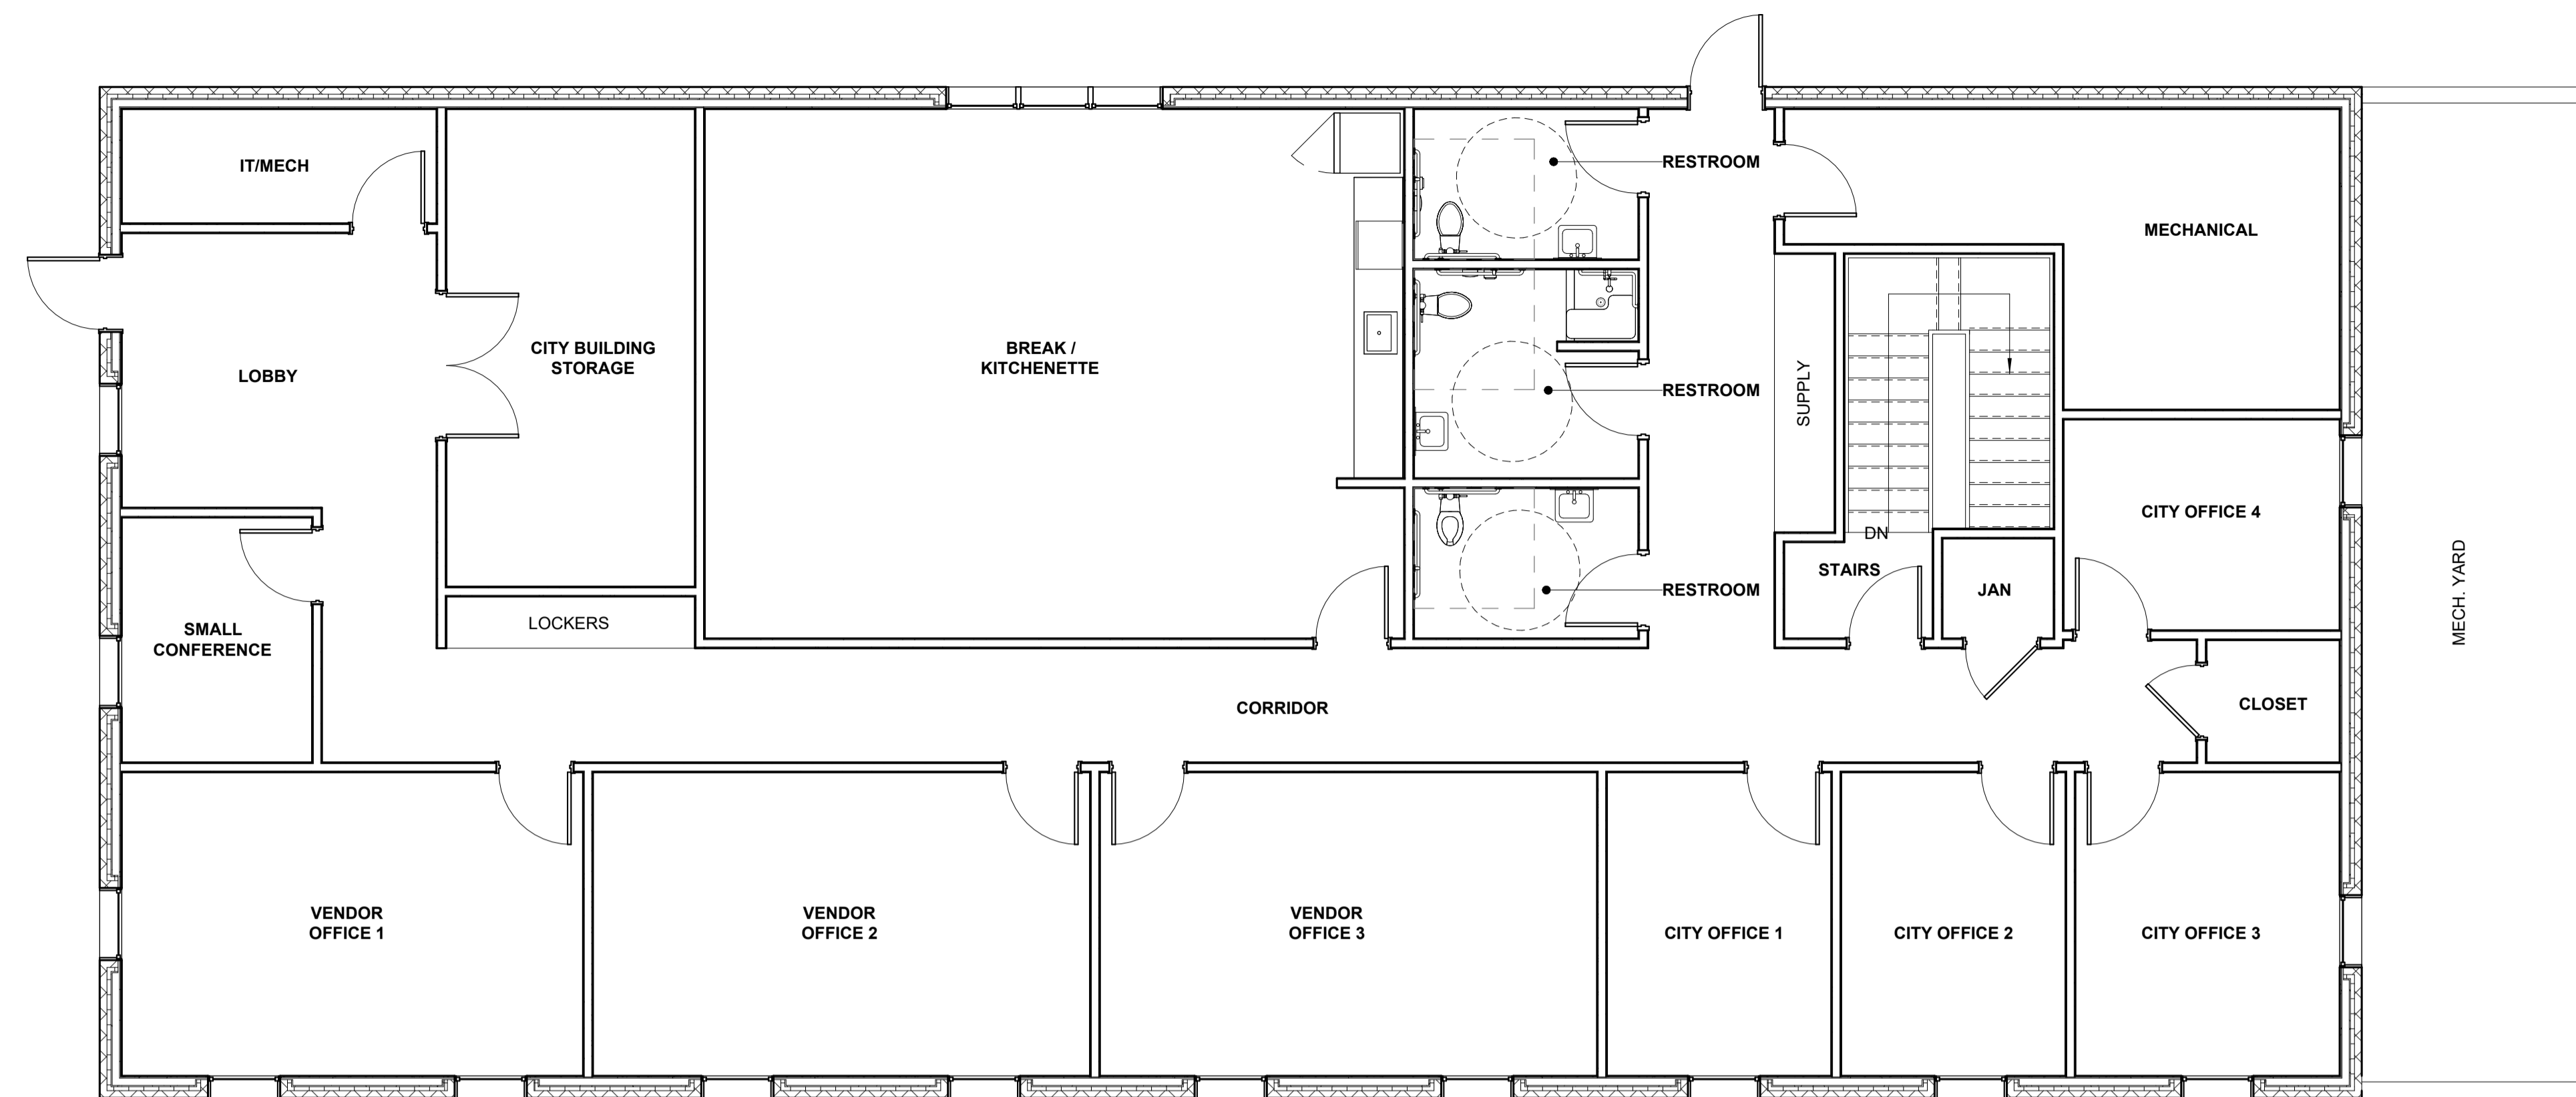 IT/MECH
RESTROOM
MECHANICAL
LOBBY
CITY BUILDING
STORAGE
BREAK /
KITCHENETTE
RESTROOM
SUPPLY
CITY OFFICE 4
DN
STAIRS
JAN
RESTROOM
MECH. YARD
SMALL
CONFERENCE
LOCKERS
CORRIDOR
CLOSET
VENDOR
OFFICE 1
VENDOR
OFFICE 2
VENDOR
OFFICE 3
CITY OFFICE 1
CITY OFFICE 2
CITY OFFICE 3